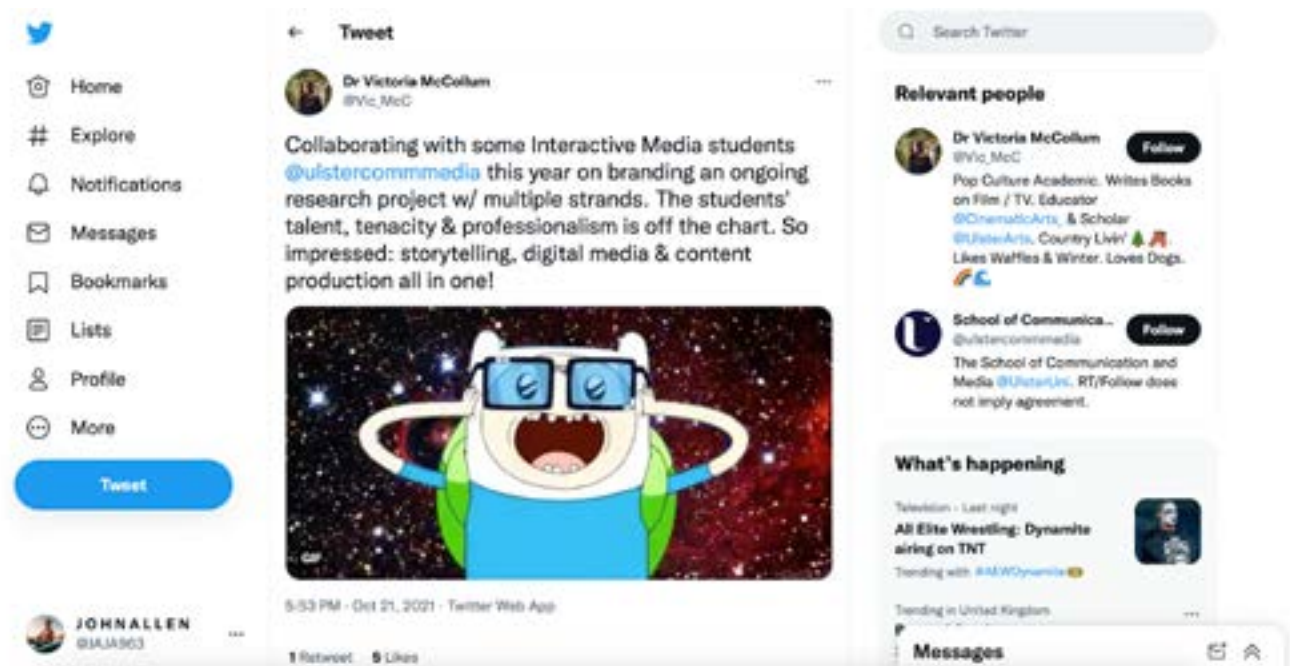 Home
Explore
Notifications
Messages
Bookmarks
Lists
Profile
More
Tweet
JOHNALLEN
@JAJA963
Tweet
Dr Victoria McCollum
@Vic_McC
Collaborating with some Interactive Media students
@ulstercommmedia this year on branding an ongoing
research project w/ multiple strands. The students'
talent, tenacity & professionalism is off the chart. So
impressed: storytelling, digital media & content
production all in one!
GIF
5:53 PM · Oct 21, 2021 · Twitter Web App
1 Retweet 5 Likes
Search Twitter
Relevant people
Dr Victoria McCollum
@Vic_McC
Follow
Pop Culture Academic. Writes Books
on Film / TV. Educator
@CinematicArts_ & Scholar
@UlsterArts. Country Livin'
Likes Waffles & Winter. Loves Dogs.
School of Communica...
@ulstercommmedia
Follow
The School of Communication and
Media @UlsterUni. RT/Follow does
not imply agreement.
What's happening
Television · Last night
All Elite Wrestling: Dynamite
airing on TNT
Trending with #AEWDynamite
Trending in United Kingdom
Messages